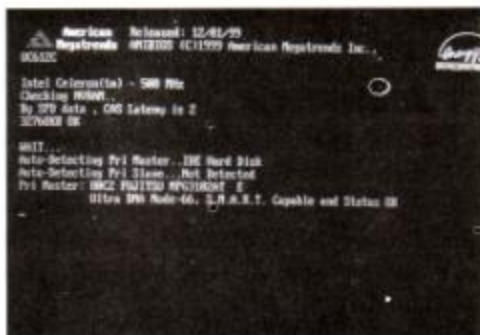 American Released: 12/01/99
Megatrends AMIBIOS (C)1999 American Megatrends Inc.,
Intel Celeron(tm) - 500 MHz
Checking NVRAM..
By SPD data , CAS Latency is 2
32768KB OK
WAIT...
Auto-Detecting Pri Master..IDE Hard Disk
Auto-Detecting Pri Slave...Not Detected
Pri Master: FUJITSU MPG3102AT E
Ultra DMA Mode-66, S.M.A.R.T. Capable and Status OK